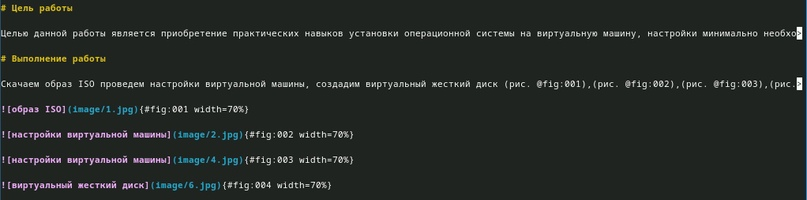 # Цель работы
Целью данной работы является приобретение практических навыков установки операционной системы на виртуальную машину, настройки минимально необхо>
# Выполнение работы
Скачаем образ ISO проведем настройки виртуальной машины, создадим виртуальный жесткий диск (рис. @fig:001),(рис. @fig:002),(рис. @fig:003),(рис.>
![образ ISO](image/1.jpg){#fig:001 width=70%}
![настройки виртуальной машины](image/2.jpg){#fig:002 width=70%}
![настройки виртуальной машины](image/4.jpg){#fig:003 width=70%}
![виртуальный жесткий диск](image/6.jpg){#fig:004 width=70%}